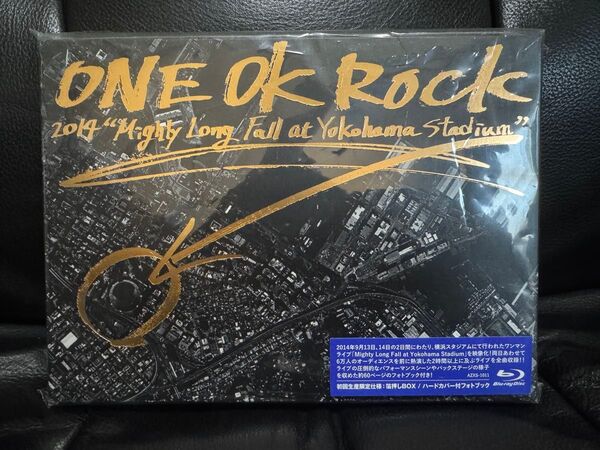 ONE OK ROCK
2014 “Mighty Long Fall at Yokohama Stadium”
2014年9月13日、14日の2日間にわたり、横浜スタジアムにて行われたワンマン
ライブ「Mighty Long Fall at Yokohama Stadium」を映像化!両日あわせて
6万人のオーディエンスを前に熱演した2時間以上に及ぶライブを全曲収録!!
ライブの圧倒的なパフォーマンスシーンやバックステージの様子
を収めた約60ページのフォトブック付き!
AZXS-1011
Blu-ray Disc
初回生産限定仕様:箔押しBOX / ハードカバー付フォトブック